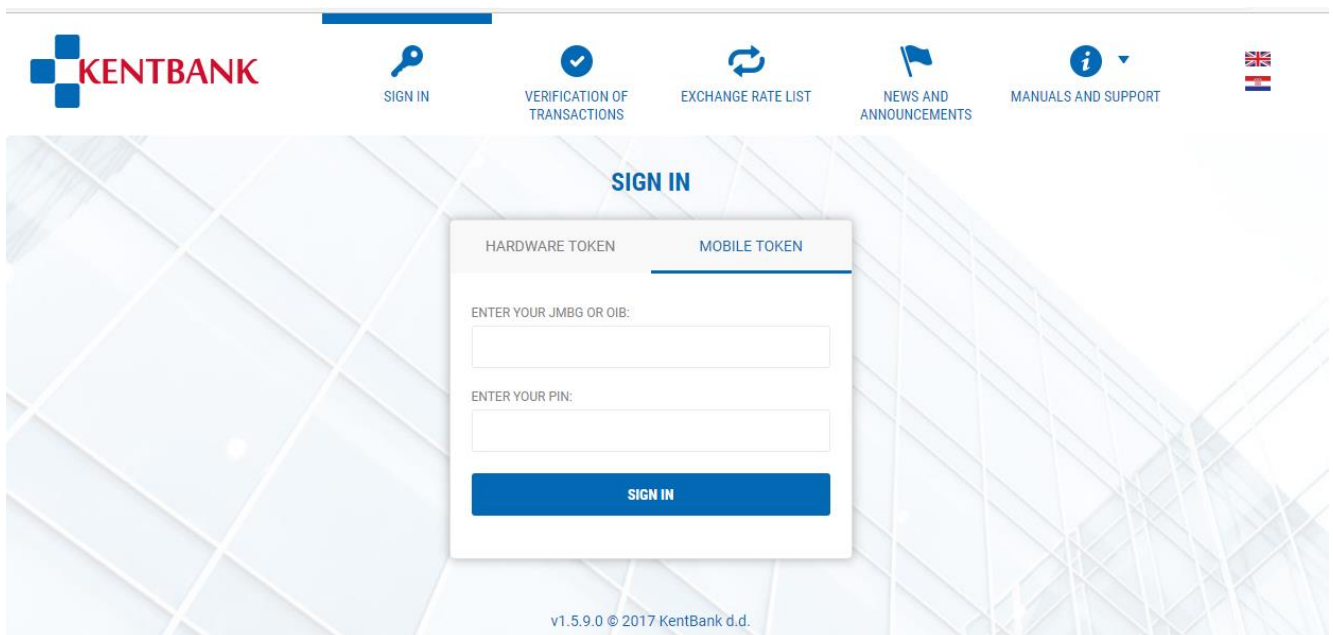 KENTBANK
SIGN IN
VERIFICATION OF
TRANSACTIONS
EXCHANGE RATE LIST
NEWS AND
ANNOUNCEMENTS
MANUALS AND SUPPORT
SIGN IN
HARDWARE TOKEN
MOBILE TOKEN
ENTER YOUR JMBG OR OIB:
ENTER YOUR PIN:
SIGN IN
v1.5.9.0 © 2017 KentBank d.d.